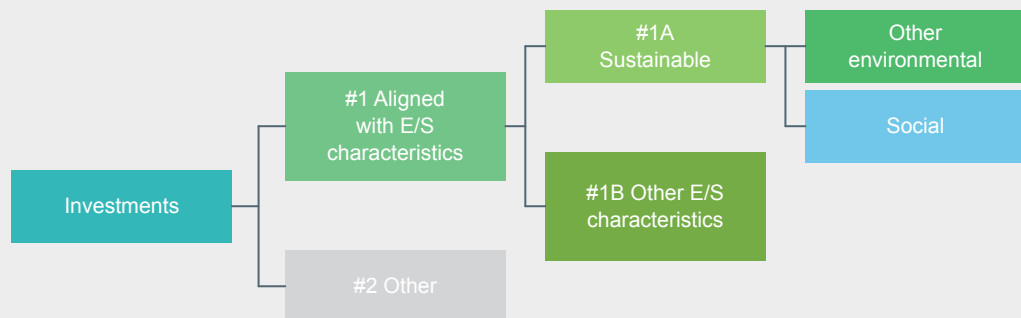 Investments
#1 Aligned
with E/S
characteristics
#2 Other
#1A
Sustainable
#1B Other E/S
characteristics
Other
environmental
Social